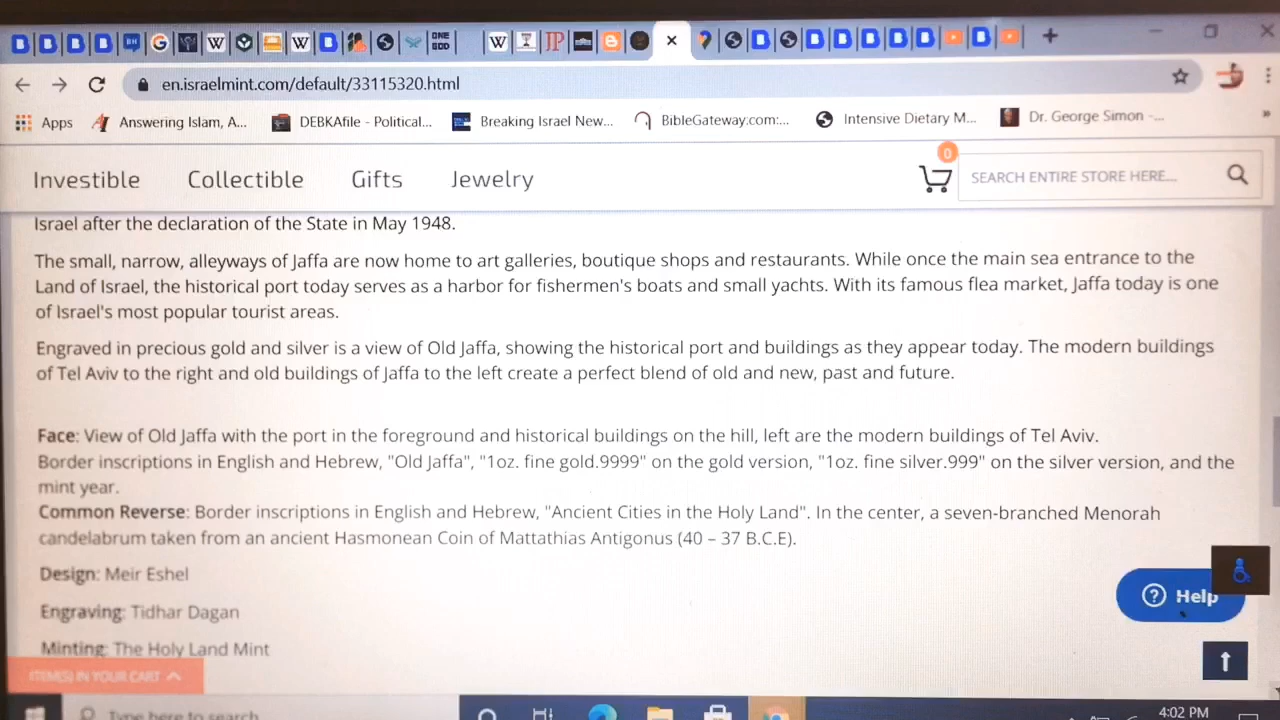 ONE
GOD
en.israelmint.com/default/33115320.html
Apps Answering Islam, A... DEBKAfile - Political... Breaking Israel New... BibleGateway:com:... Intensive Dietary M... Dr. George Simon -...
Investible Collectible Gifts Jewelry 0 SEARCH ENTIRE STORE HERE...
Israel after the declaration of the State in May 1948.
The small, narrow, alleyways of Jaffa are now home to art galleries, boutique shops and restaurants. While once the main sea entrance to the
Land of Israel, the historical port today serves as a harbor for fishermen's boats and small yachts. With its famous flea market, Jaffa today is one
of Israel's most popular tourist areas.
Engraved in precious gold and silver is a view of Old Jaffa, showing the historical port and buildings as they appear today. The modern buildings
of Tel Aviv to the right and old buildings of Jaffa to the left create a perfect blend of old and new, past and future.
Face: View of Old Jaffa with the port in the foreground and historical buildings on the hill, left are the modern buildings of Tel Aviv.
Border inscriptions in English and Hebrew, "Old Jaffa", "1oz. fine gold.9999" on the gold version, "1oz. fine silver.999" on the silver version, and the
mint year.
Common Reverse: Border inscriptions in English and Hebrew, "Ancient Cities in the Holy Land". In the center, a seven-branched Menorah
candelabrum taken from an ancient Hasmonean Coin of Mattathias Antigonus (40 – 37 B.C.E).
Design: Meir Eshel
Help
Engraving: Tidhar Dagan
Minting: The Holy Land Mint
ITEM(S) IN YOUR CART
Type here to search
4:02 PM